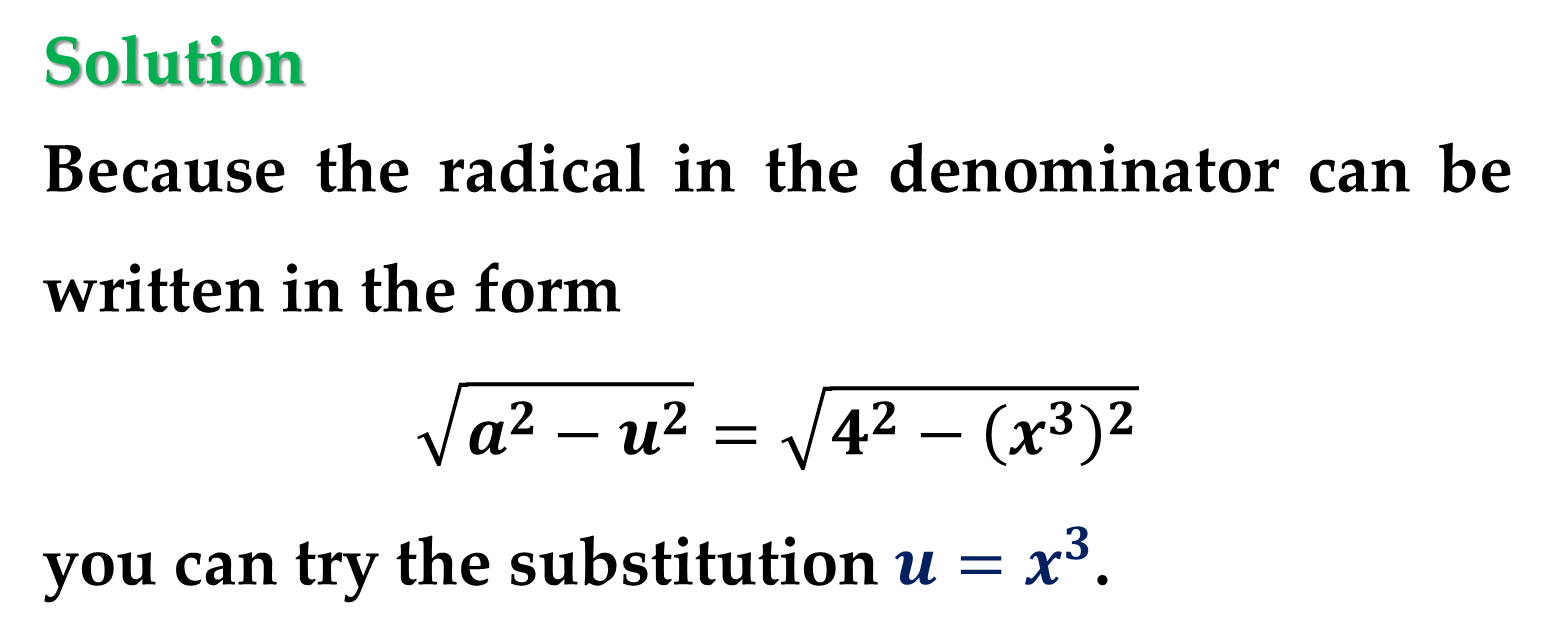 Solution
Because the radical in the denominator can be
written in the form
√(a² − u²) = √(4² − (x³)²)
you can try the substitution u = x³.